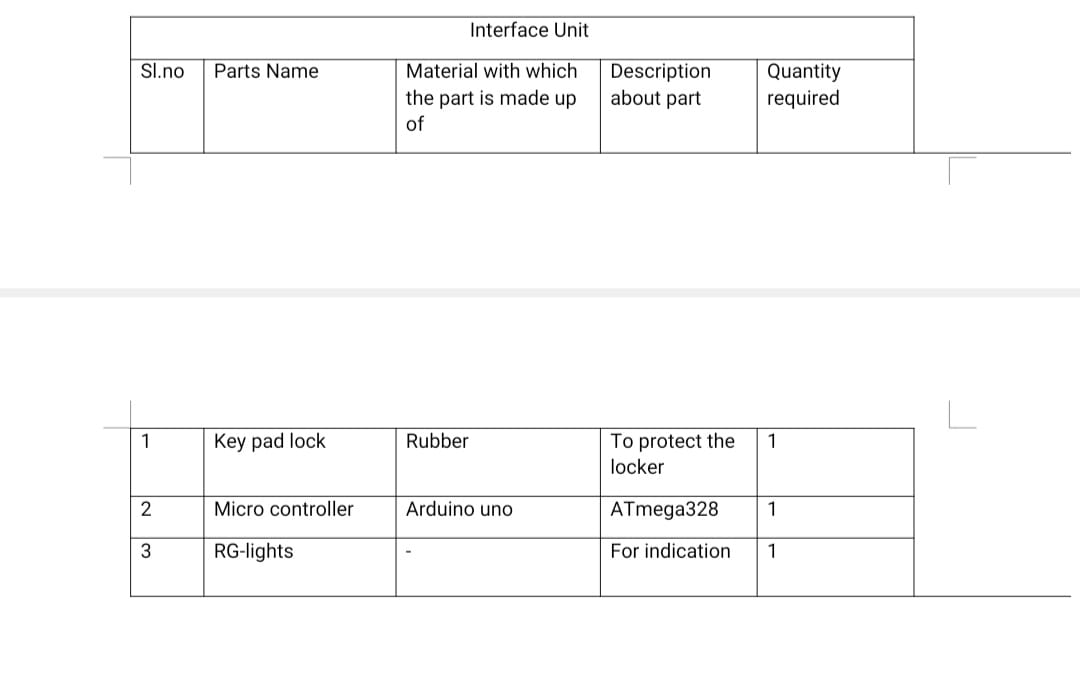 Interface Unit
Sl.no Parts Name Material with which the part is made up of Description about part Quantity required
1 Key pad lock Rubber To protect the locker 1
2 Micro controller Arduino uno ATmega328 1
3 RG-lights - For indication 1